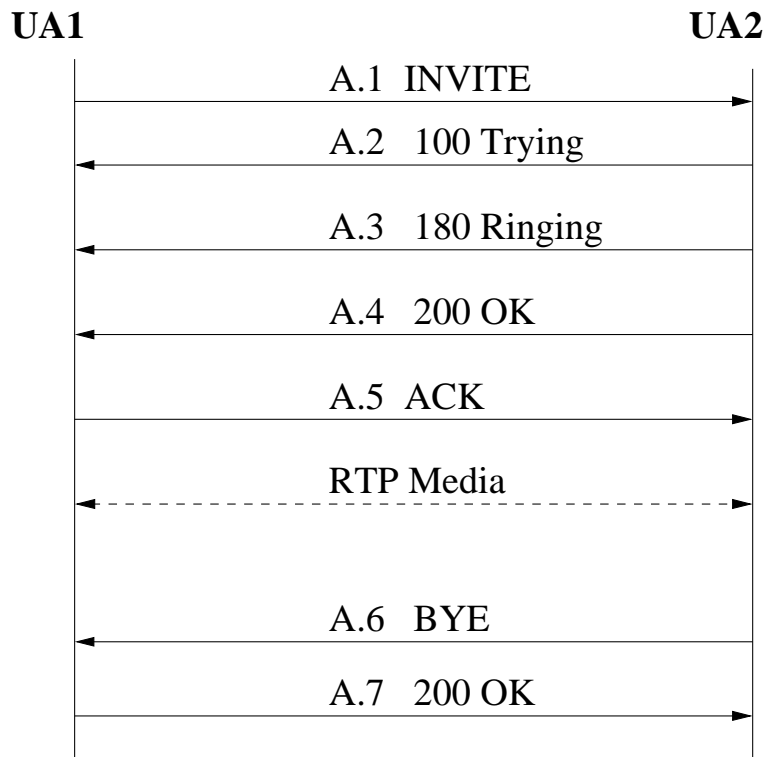 UA1 UA2
A.1 INVITE
A.2 100 Trying
A.3 180 Ringing
A.4 200 OK
A.5 ACK
RTP Media
A.6 BYE
A.7 200 OK